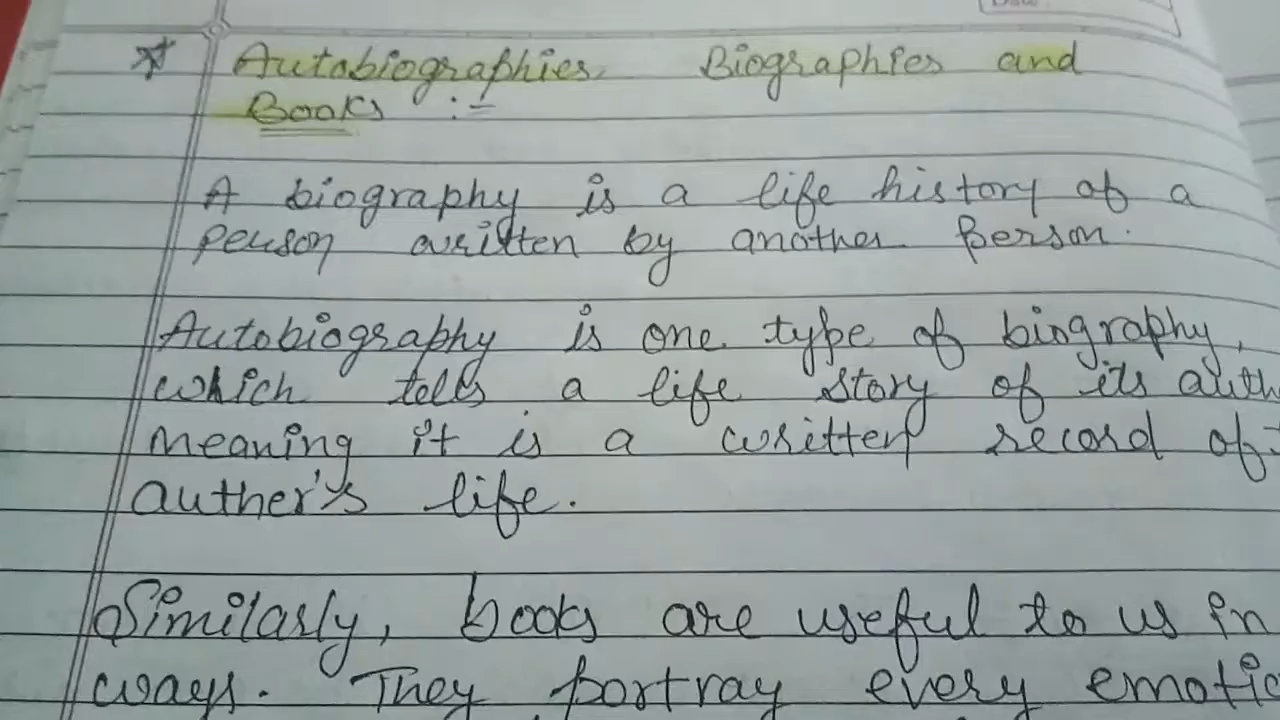 Autobiographies, Biographies and
Books :-
A biography is a life history of a
person written by another person.
Autobiography is one type of biography,
which tells a life story of its auth
meaning it is a written record of
auther's life.
Similarly, books are useful to us in
ways. They portray every emotio